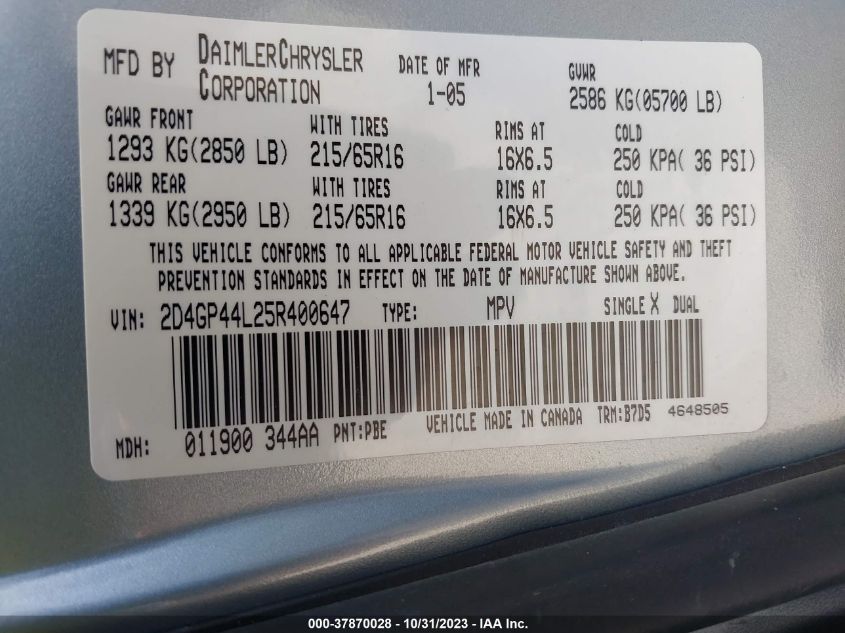 MFD BY DAIMLERCHRYSLER CORPORATION DATE OF MFR 1-05 GVWR 2586 KG(05700 LB)
GAWR FRONT WITH TIRES RIMS AT COLD
1293 KG(2850 LB) 215/65R16 16X6.5 250 KPA( 36 PSI)
GAWR REAR WITH TIRES RIMS AT COLD
1339 KG(2950 LB) 215/65R16 16X6.5 250 KPA( 36 PSI)
THIS VEHICLE CONFORMS TO ALL APPLICABLE FEDERAL MOTOR VEHICLE SAFETY AND THEFT
PREVENTION STANDARDS IN EFFECT ON THE DATE OF MANUFACTURE SHOWN ABOVE.
VIN: 2D4GP44L25R400647 TYPE: MPV SINGLE X DUAL
MDH: 011900 344AA PNT:PBE VEHICLE MADE IN CANADA TRM:B7D5 4648505
000-37870028 - 10/31/2023 - IAA Inc.